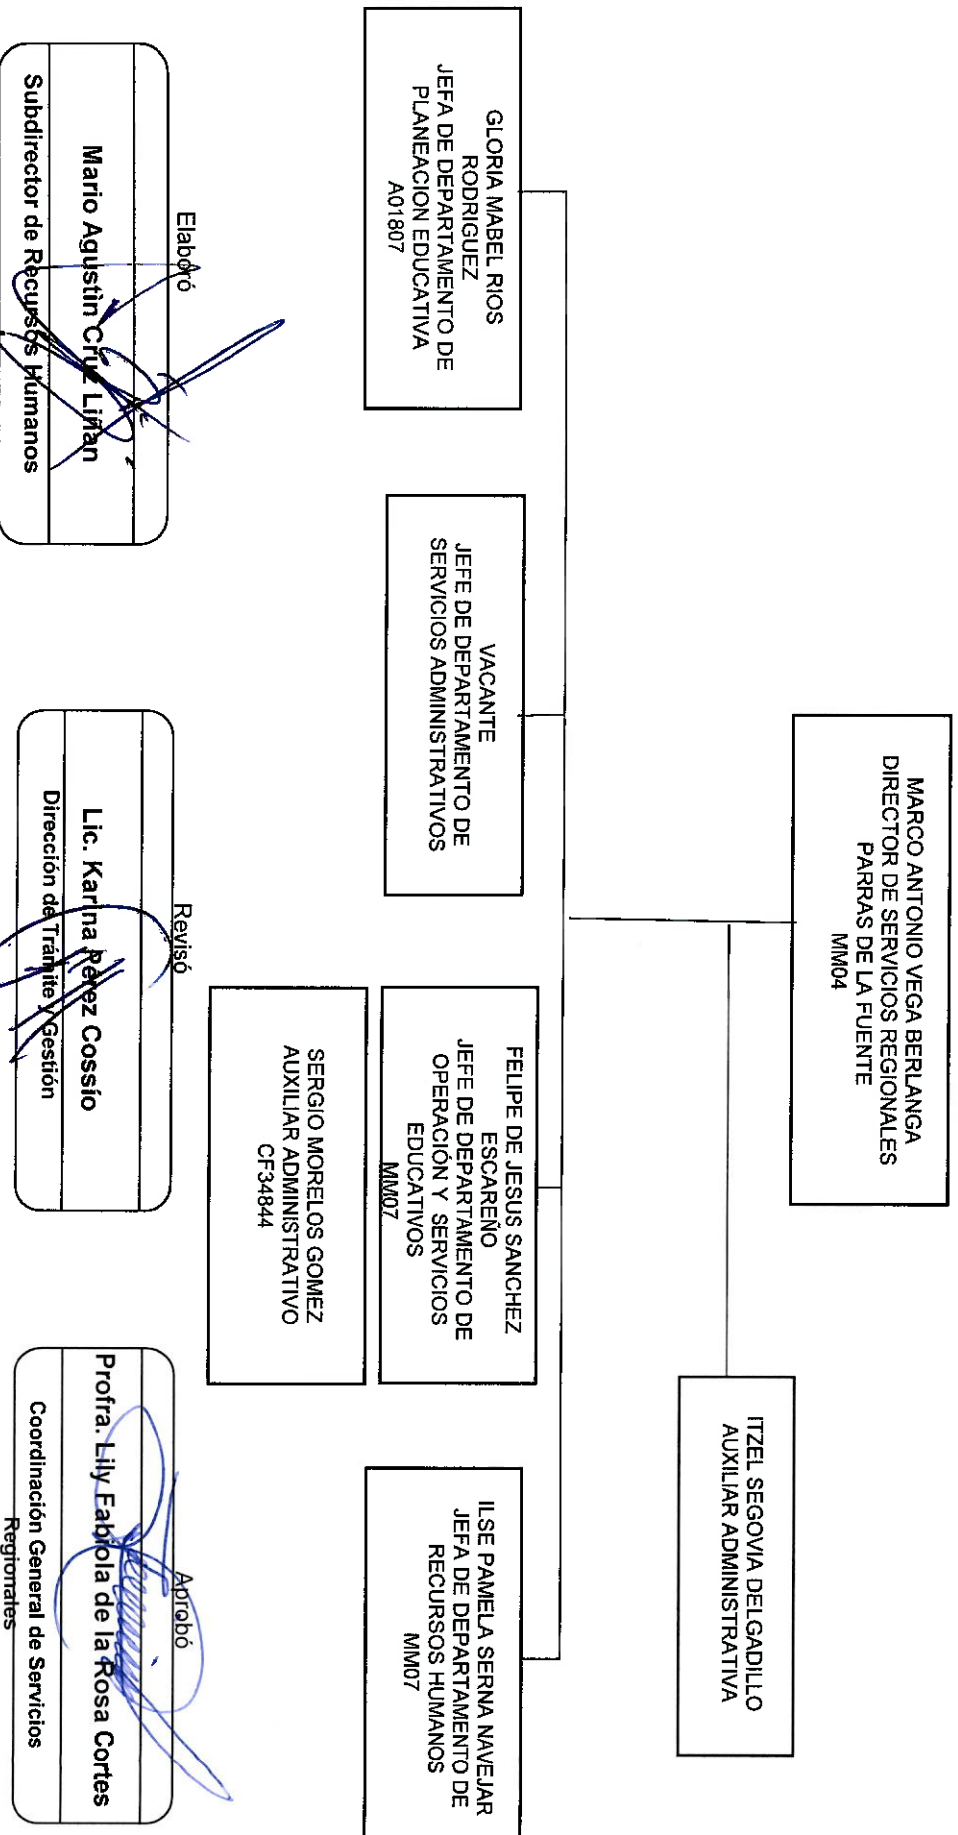 MARCO ANTONIO VEGA BERLANGA
DIRECTOR DE SERVICIOS REGIONALES
PARRAS DE LA FUENTE
MM04
ITZEL SEGOVIA DELGADILLO
AUXILIAR ADMINISTRATIVA
GLORIA MABEL RIOS
RODRIGUEZ
JEFA DE DEPARTAMENTO DE
PLANEACION EDUCATIVA
A01807
VACANTE
JEFE DE DEPARTAMENTO DE
SERVICIOS ADMINISTRATIVOS
FELIPE DE JESUS SANCHEZ
ESCAREÑO
JEFE DE DEPARTAMENTO DE
OPERACIÓN Y SERVICIOS
EDUCATIVOS
MM07
ILSE PAMELA SERNA NAVEJAR
JEFA DE DEPARTAMENTO DE
RECURSOS HUMANOS
MM07
SERGIO MORELOS GOMEZ
AUXILIAR ADMINISTRATIVO
CF34844
Elaboró
Mario Agustìn Cruz Liñan
Subdirector de Recursos Humanos
Revisó
Lic. Karina Pérez Cossío
Dirección de Trámite y Gestión
Aprobó
Profra. Lily Fabiola de la Rosa Cortes
Coordinación General de Servicios
Regionales